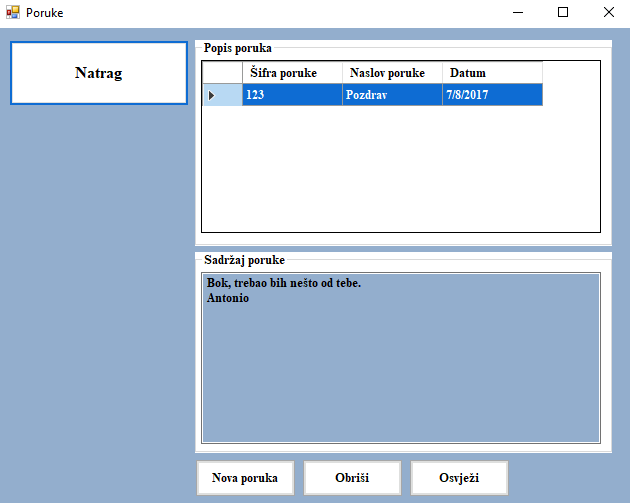 Poruke
Natrag
Popis poruka
Šifra poruke Naslov poruke Datum
123 Pozdrav 7/8/2017
Sadržaj poruke
Bok, trebao bih nešto od tebe.
Antonio
Nova poruka Obriši Osvježi